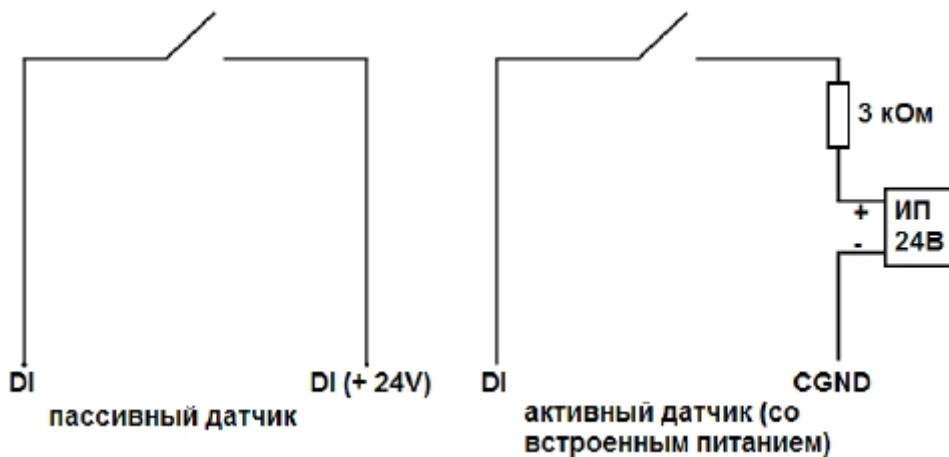 3 кОм
+ ИП
- 24В
DI
DI (+ 24V)
пассивный датчик
DI
CGND
активный датчик (со
встроенным питанием)